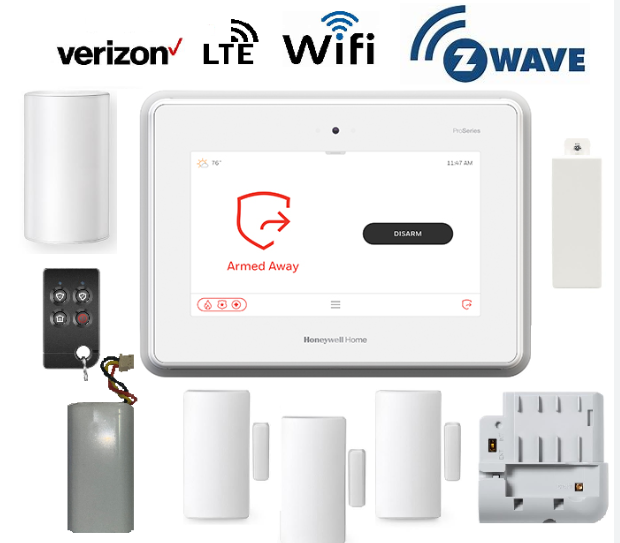 verizon✓ LTE Wifi Z WAVE
ProSeries
76° 11:47 AM
DISARM
Armed Away
Honeywell Home